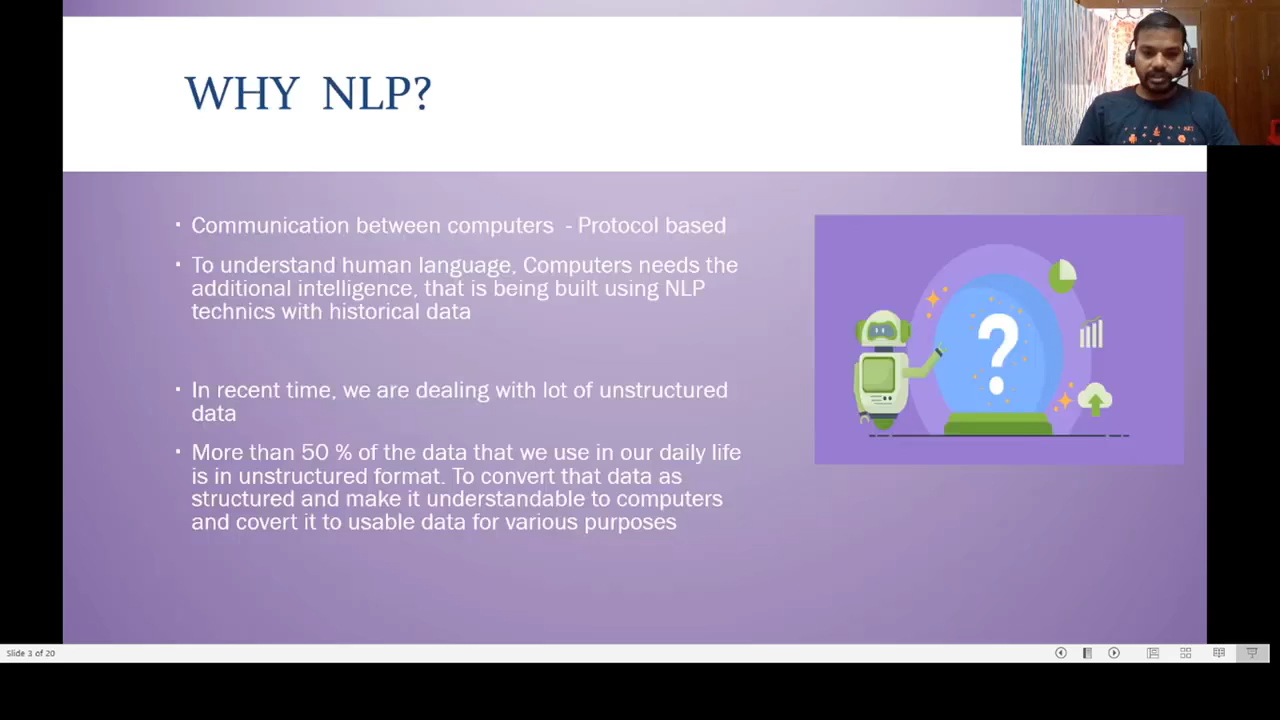 WHY NLP?
Communication between computers - Protocol based
To understand human language, Computers needs the
additional intelligence, that is being built using NLP
technics with historical data
In recent time, we are dealing with lot of unstructured
data
More than 50 % of the data that we use in our daily life
is in unstructured format. To convert that data as
structured and make it understandable to computers
and covert it to usable data for various purposes
?
Slide 3 of 20